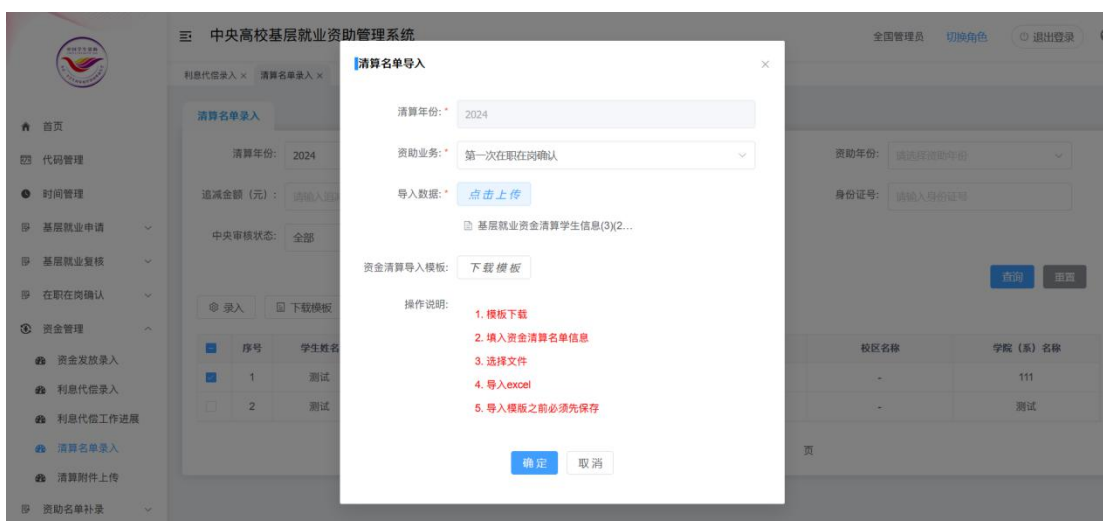 中央高校基层就业资助管理系统
全国管理员 切换角色 退出登录
利息代偿录入 × 清算名单录入 ×
首页
代码管理
时间管理
基层就业申请
基层就业复核
在职在岗确认
资金管理
资金发放录入
利息代偿录入
利息代偿工作进展
清算名单录入
清算附件上传
资助名单补录
清算名单录入
清算年份: 2024
资助年份: 请选择资助年份
追减金额（元）: 请输入追
身份证号: 请输入身份证号
中央审核状态: 全部
查询 重置
录入 下载模板
序号 学生姓名 校区名称 学院（系）名称
1 测试 - 111
2 测试 - 测试
页
清算名单导入 ×
清算年份: * 2024
资助业务: * 第一次在职在岗确认
导入数据: * 点击上传
基层就业资金清算学生信息(3)(2...
资金清算导入模板: 下载模板
操作说明:
1. 模板下载
2. 填入资金清算名单信息
3. 选择文件
4. 导入excel
5. 导入模版之前必须先保存
确定 取消